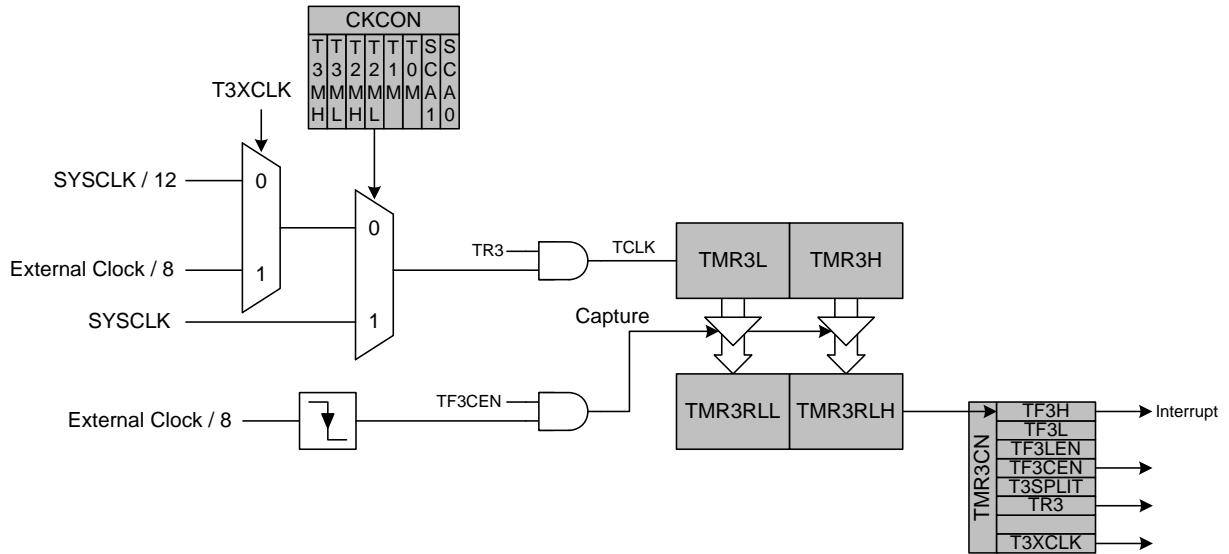 CKCON
T3MH
T3ML
T2MH
T2ML
T1M
T0M
SCA1
SCA0
T3XCLK
SYSCLK / 12
0
External Clock / 8
1
SYSCLK
0
1
TR3
TCLK
TMR3L
TMR3H
Capture
External Clock / 8
TF3CEN
TMR3RLL
TMR3RLH
TMR3CN
TF3H
Interrupt
TF3L
TF3LEN
TF3CEN
T3SPLIT
TR3
T3XCLK